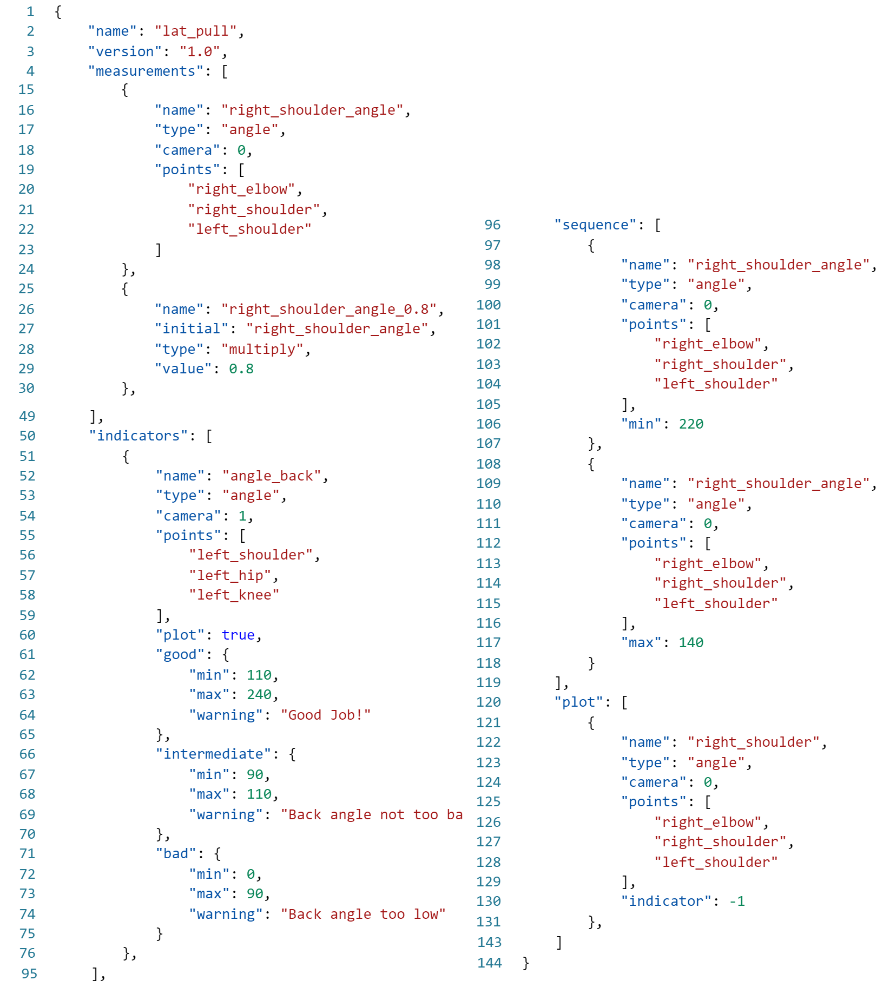 1 {
2 "name": "lat_pull",
3 "version": "1.0",
4 "measurements": [
15 {
16 "name": "right_shoulder_angle",
17 "type": "angle",
18 "camera": 0,
19 "points": [
20 "right_elbow",
21 "right_shoulder",
22 "left_shoulder"
23 ]
24 },
25 {
26 "name": "right_shoulder_angle_0.8",
27 "initial": "right_shoulder_angle",
28 "type": "multiply",
29 "value": 0.8
30 },
49 ],
50 "indicators": [
51 {
52 "name": "angle_back",
53 "type": "angle",
54 "camera": 1,
55 "points": [
56 "left_shoulder",
57 "left_hip",
58 "left_knee"
59 ],
60 "plot": true,
61 "good": {
62 "min": 110,
63 "max": 240,
64 "warning": "Good Job!"
65 },
66 "intermediate": {
67 "min": 90,
68 "max": 110,
69 "warning": "Back angle not too ba
70 },
71 "bad": {
72 "min": 0,
73 "max": 90,
74 "warning": "Back angle too low"
75 }
76 },
95 ],
96 "sequence": [
97 {
98 "name": "right_shoulder_angle",
99 "type": "angle",
100 "camera": 0,
101 "points": [
102 "right_elbow",
103 "right_shoulder",
104 "left_shoulder"
105 ],
106 "min": 220
107 },
108 {
109 "name": "right_shoulder_angle",
110 "type": "angle",
111 "camera": 0,
112 "points": [
113 "right_elbow",
114 "right_shoulder",
115 "left_shoulder"
116 ],
117 "max": 140
118 }
119 ],
120 "plot": [
121 {
122 "name": "right_shoulder",
123 "type": "angle",
124 "camera": 0,
125 "points": [
126 "right_elbow",
127 "right_shoulder",
128 "left_shoulder"
129 ],
130 "indicator": -1
131 },
143 ]
144 }